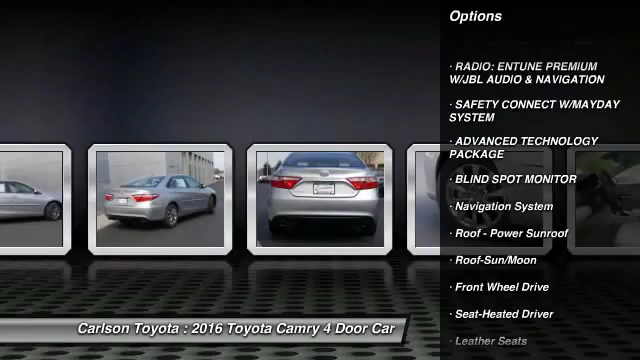 Options
· RADIO: ENTUNE PREMIUM
W/JBL AUDIO & NAVIGATION
· SAFETY CONNECT W/MAYDAY
SYSTEM
· ADVANCED TECHNOLOGY
PACKAGE
· BLIND SPOT MONITOR
· Navigation System
· Roof - Power Sunroof
· Roof-Sun/Moon
· Front Wheel Drive
· Seat-Heated Driver
· Leather Seats
Carlson Toyota : 2016 Toyota Camry 4 Door Car